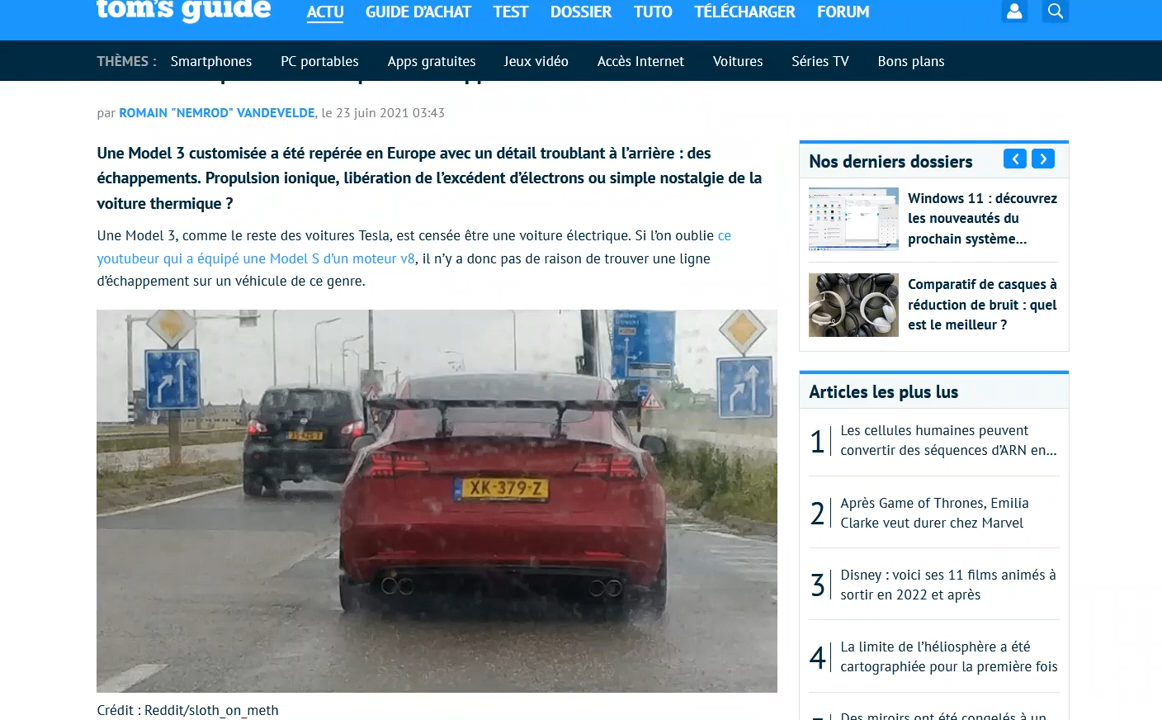 tom's guide
ACTU GUIDE D'ACHAT TEST DOSSIER TUTO TÉLÉCHARGER FORUM
THÈMES : Smartphones PC portables Apps gratuites Jeux vidéo Accès Internet Voitures Séries TV Bons plans
par ROMAIN "NEMROD" VANDEVELDE, le 23 juin 2021 03:43
Une Model 3 customisée a été repérée en Europe avec un détail troublant à l'arrière : des
échappements. Propulsion ionique, libération de l'excédent d'électrons ou simple nostalgie de la
voiture thermique ?
Une Model 3, comme le reste des voitures Tesla, est censée être une voiture électrique. Si l'on oublie ce
youtubeur qui a équipé une Model S d'un moteur v8, il n'y a donc pas de raison de trouver une ligne
d'échappement sur un véhicule de ce genre.
XK-379-Z
Crédit : Reddit/sloth_on_meth
Nos derniers dossiers
Windows 11 : découvrez
les nouveautés du
prochain système...
Comparatif de casques à
réduction de bruit : quel
est le meilleur ?
Articles les plus lus
1 Les cellules humaines peuvent
convertir des séquences d'ARN en...
2 Après Game of Thrones, Emilia
Clarke veut durer chez Marvel
3 Disney : voici ses 11 films animés à
sortir en 2022 et après
4 La limite de l'héliosphère a été
cartographiée pour la première fois
Des miroirs ont été congelés à un